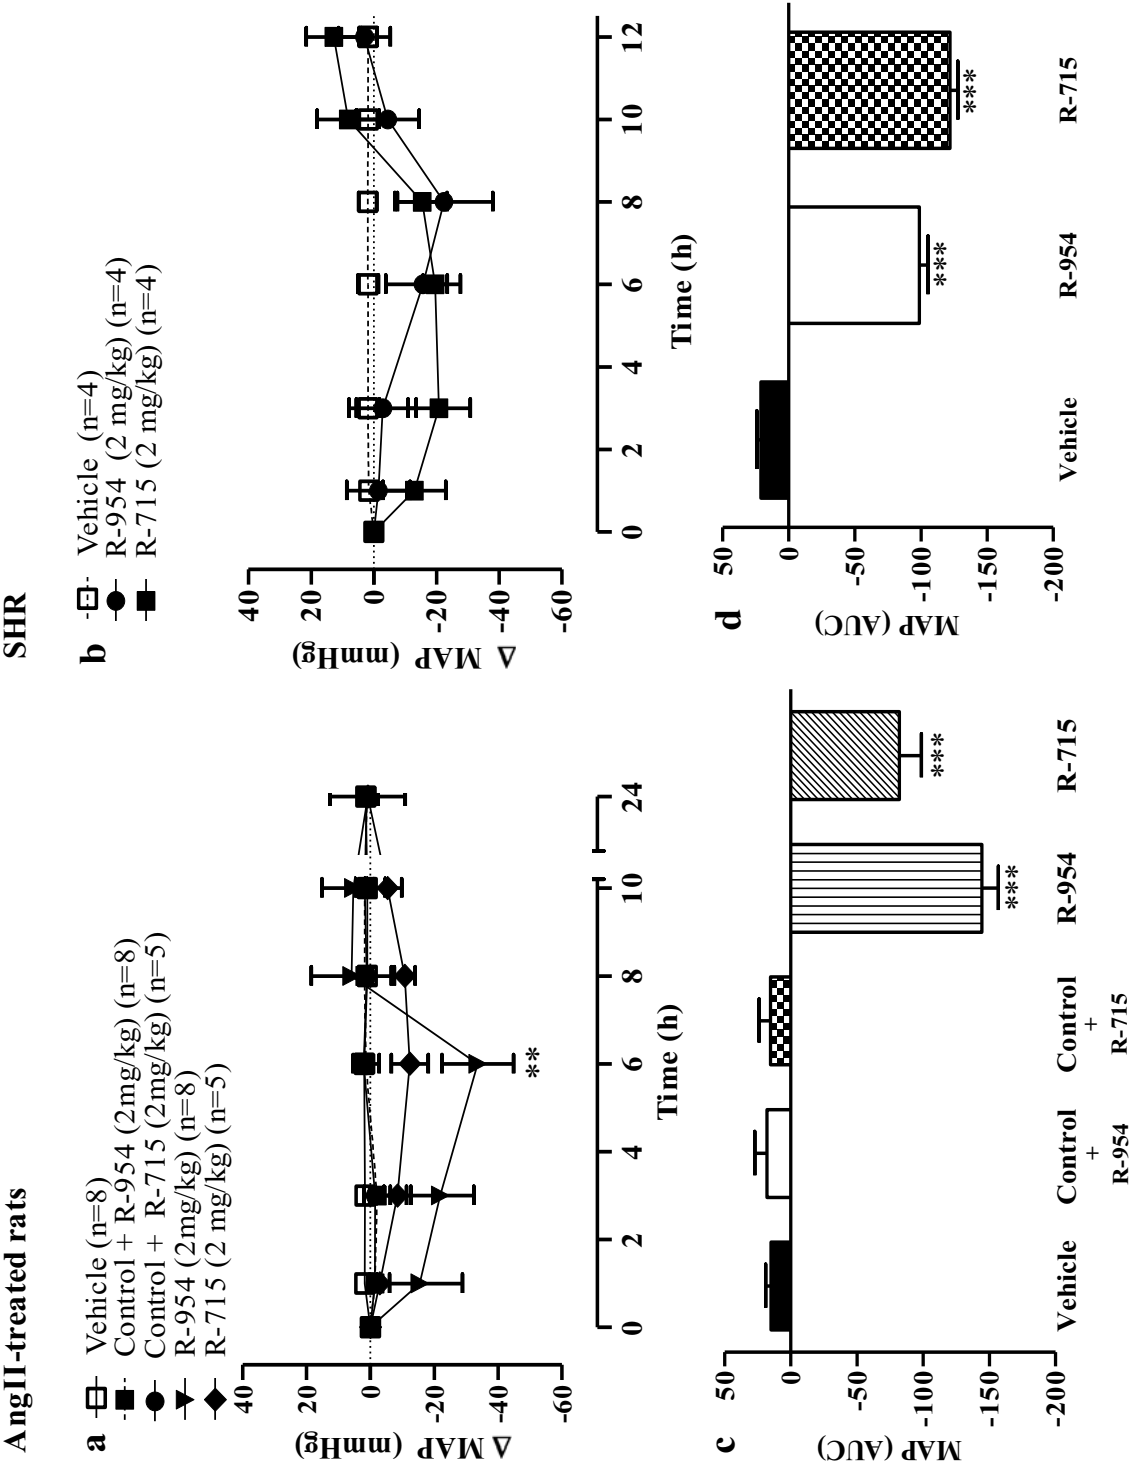 AngII-treated rats
a
Vehicle (n=8)
Control + R-954 (2mg/kg) (n=8)
Control + R-715 (2mg/kg) (n=5)
R-954 (2mg/kg) (n=8)
R-715 (2 mg/kg) (n=5)
40
20
0
-20
-40
-60
Δ MAP (mmHg)
**
0
2
4
6
8
10
24
Time (h)
SHR
b
Vehicle (n=4)
R-954 (2 mg/kg) (n=4)
R-715 (2 mg/kg) (n=4)
40
20
0
-20
-40
-60
Δ MAP (mmHg)
0
2
4
6
8
10
12
Time (h)
c
50
0
-50
-100
-150
-200
MAP (AUC)
***
***
Vehicle
Control
+
R-954
Control
+
R-715
R-954
R-715
d
50
0
-50
-100
-150
-200
MAP (AUC)
***
***
Vehicle
R-954
R-715